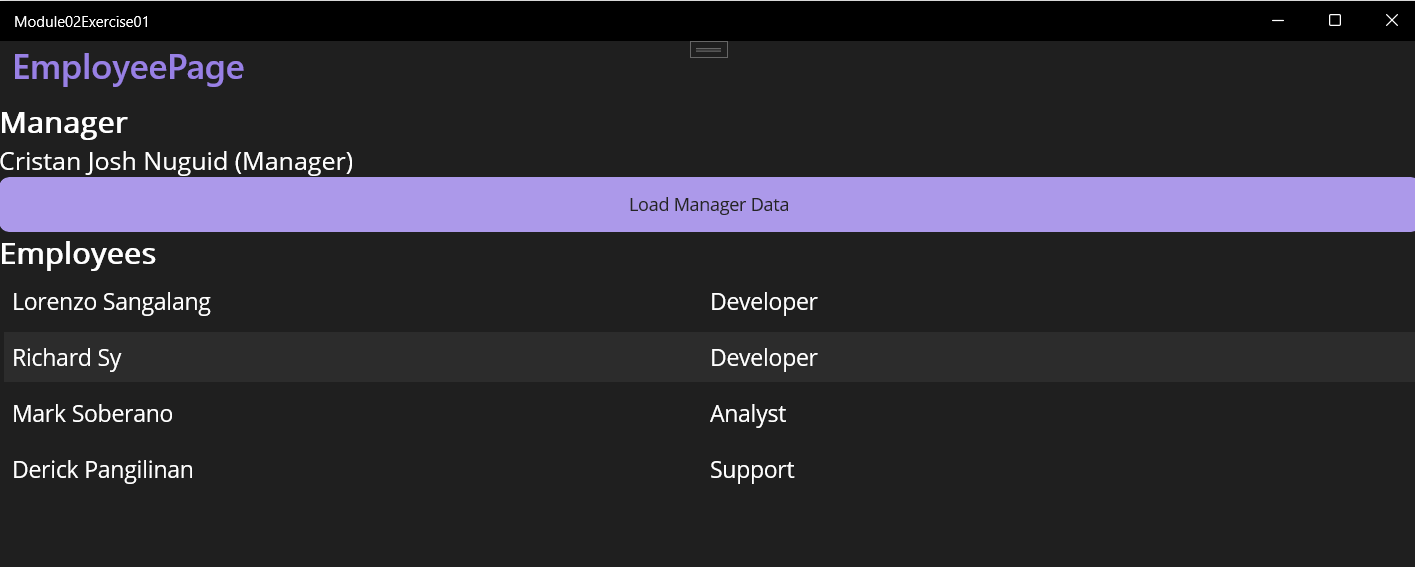 Module02Exercise01
EmployeePage
Manager
Cristan Josh Nuguid (Manager)
Load Manager Data
Employees
Lorenzo Sangalang Developer
Richard Sy Developer
Mark Soberano Analyst
Derick Pangilinan Support